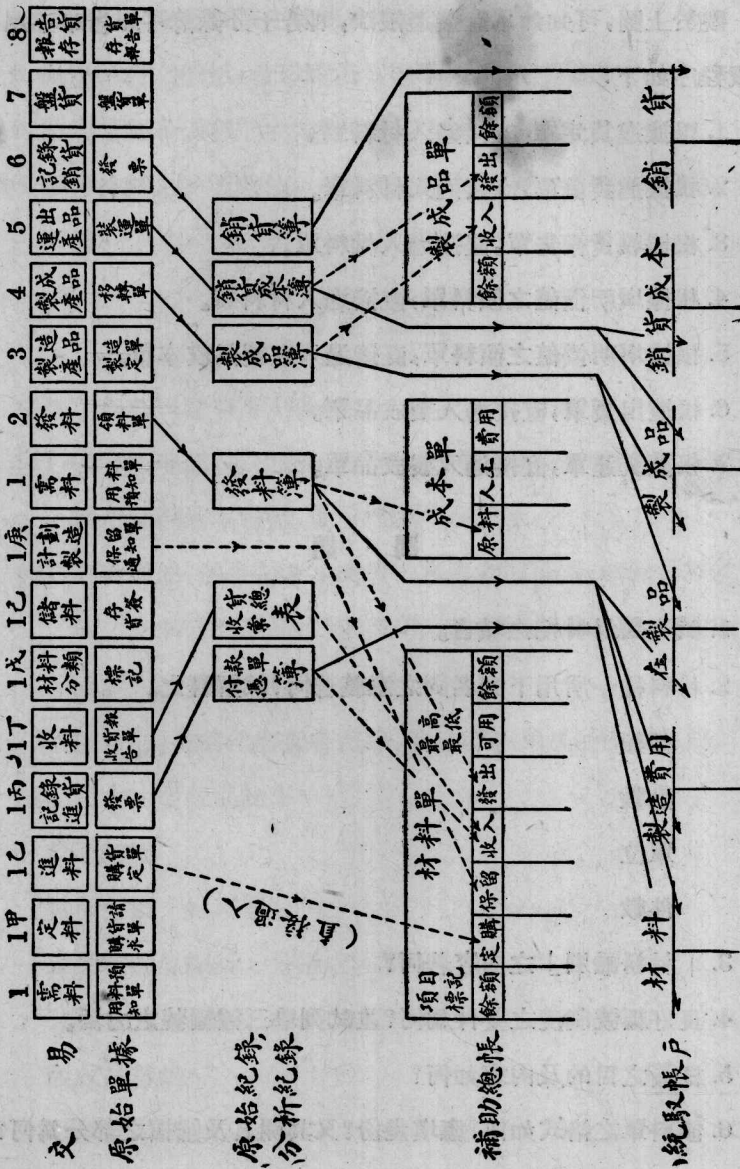 交易
1 1甲 1乙 1丙 1丁 1戊 1己 1庚 1 2 3 4 5 6 7 8
需料 定料 進料 記錄進貨 收料 材料分類 儲料 計劃製造 需料 發料 製造產品 製成產品 運出產品 記錄銷貨 盤貨 報告存貨
原始單據
用料預知單 購貨請求單 購貨定單 發票 收貨報告單 標記 存貨簽 保留通知單 用料預知單 領料單 製造定單 移轉單 裝運單 發票 盤貨單 存貨報告單
原始紀錄,
分析紀錄
付款憑單簿 收貨總彙表 發料簿 製成品簿 銷貨成本簿 銷貨簿
(直接過入)
補助總帳
項目標記 材料單 最高最低
餘額 定購 保留 收入 發出 可用 餘額
成本單
原料 人工 費用
製成品單
餘額 收入 發出 餘額
統馭帳户
材料 製造費用 在製品 製成品 銷貨成本 銷貨